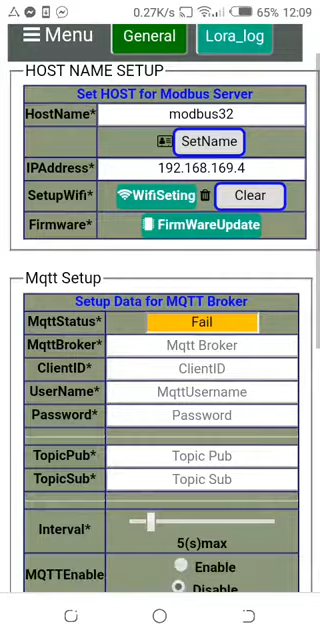 0.27K/s 65% 12:09
Menu General Lora_log
HOST NAME SETUP
Set HOST for Modbus Server
HostName* modbus32
SetName
IPAddress* 192.168.169.4
SetupWifi* WifiSeting Clear
Firmware* FirmWareUpdate
Mqtt Setup
Setup Data for MQTT Broker
MqttStatus* Fail
MqttBroker* Mqtt Broker
ClientID* ClientID
UserName* MqttUsername
Password* Password
TopicPub* Topic Pub
TopicSub* Topic Sub
Interval*
5(s)max
MQTTEnable Enable
Disable